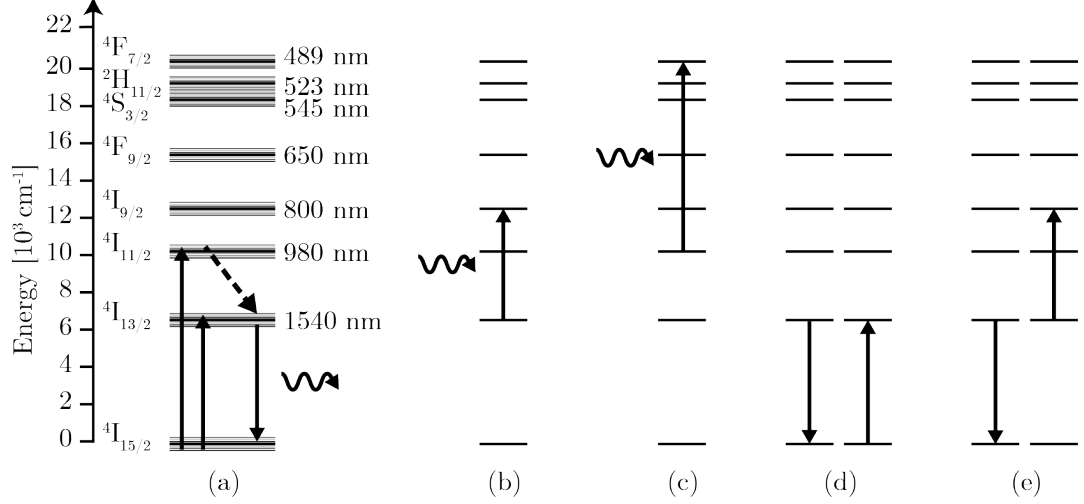 Energy [10³ cm⁻¹]
22
20
18
16
14
12
10
8
6
4
2
0
⁴F₇/₂ 489 nm
²H₁₁/₂ 523 nm
⁴S₃/₂ 545 nm
⁴F₉/₂ 650 nm
⁴I₉/₂ 800 nm
⁴I₁₁/₂ 980 nm
⁴I₁₃/₂ 1540 nm
⁴I₁₅/₂
(a) (b) (c) (d) (e)